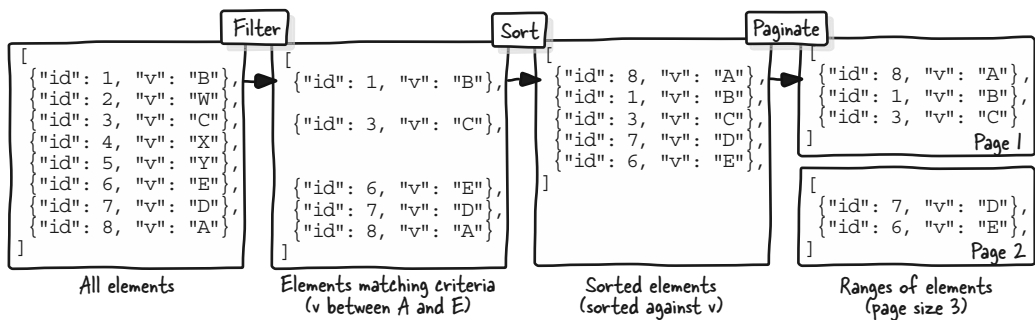 Filter
Sort
Paginate
[
{"id": 1, "v": "B"},
{"id": 2, "v": "W"},
{"id": 3, "v": "C"},
{"id": 4, "v": "X"},
{"id": 5, "v": "Y"},
{"id": 6, "v": "E"},
{"id": 7, "v": "D"},
{"id": 8, "v": "A"}
]
All elements
[
{"id": 1, "v": "B"},
{"id": 3, "v": "C"},
{"id": 6, "v": "E"},
{"id": 7, "v": "D"},
{"id": 8, "v": "A"}
]
Elements matching criteria
(v between A and E)
[
{"id": 8, "v": "A"},
{"id": 1, "v": "B"},
{"id": 3, "v": "C"},
{"id": 7, "v": "D"},
{"id": 6, "v": "E"},
]
Sorted elements
(sorted against v)
[
{"id": 8, "v": "A"},
{"id": 1, "v": "B"},
{"id": 3, "v": "C"}
]
Page 1
[
{"id": 7, "v": "D"},
{"id": 6, "v": "E"},
]
Page 2
Ranges of elements
(page size 3)